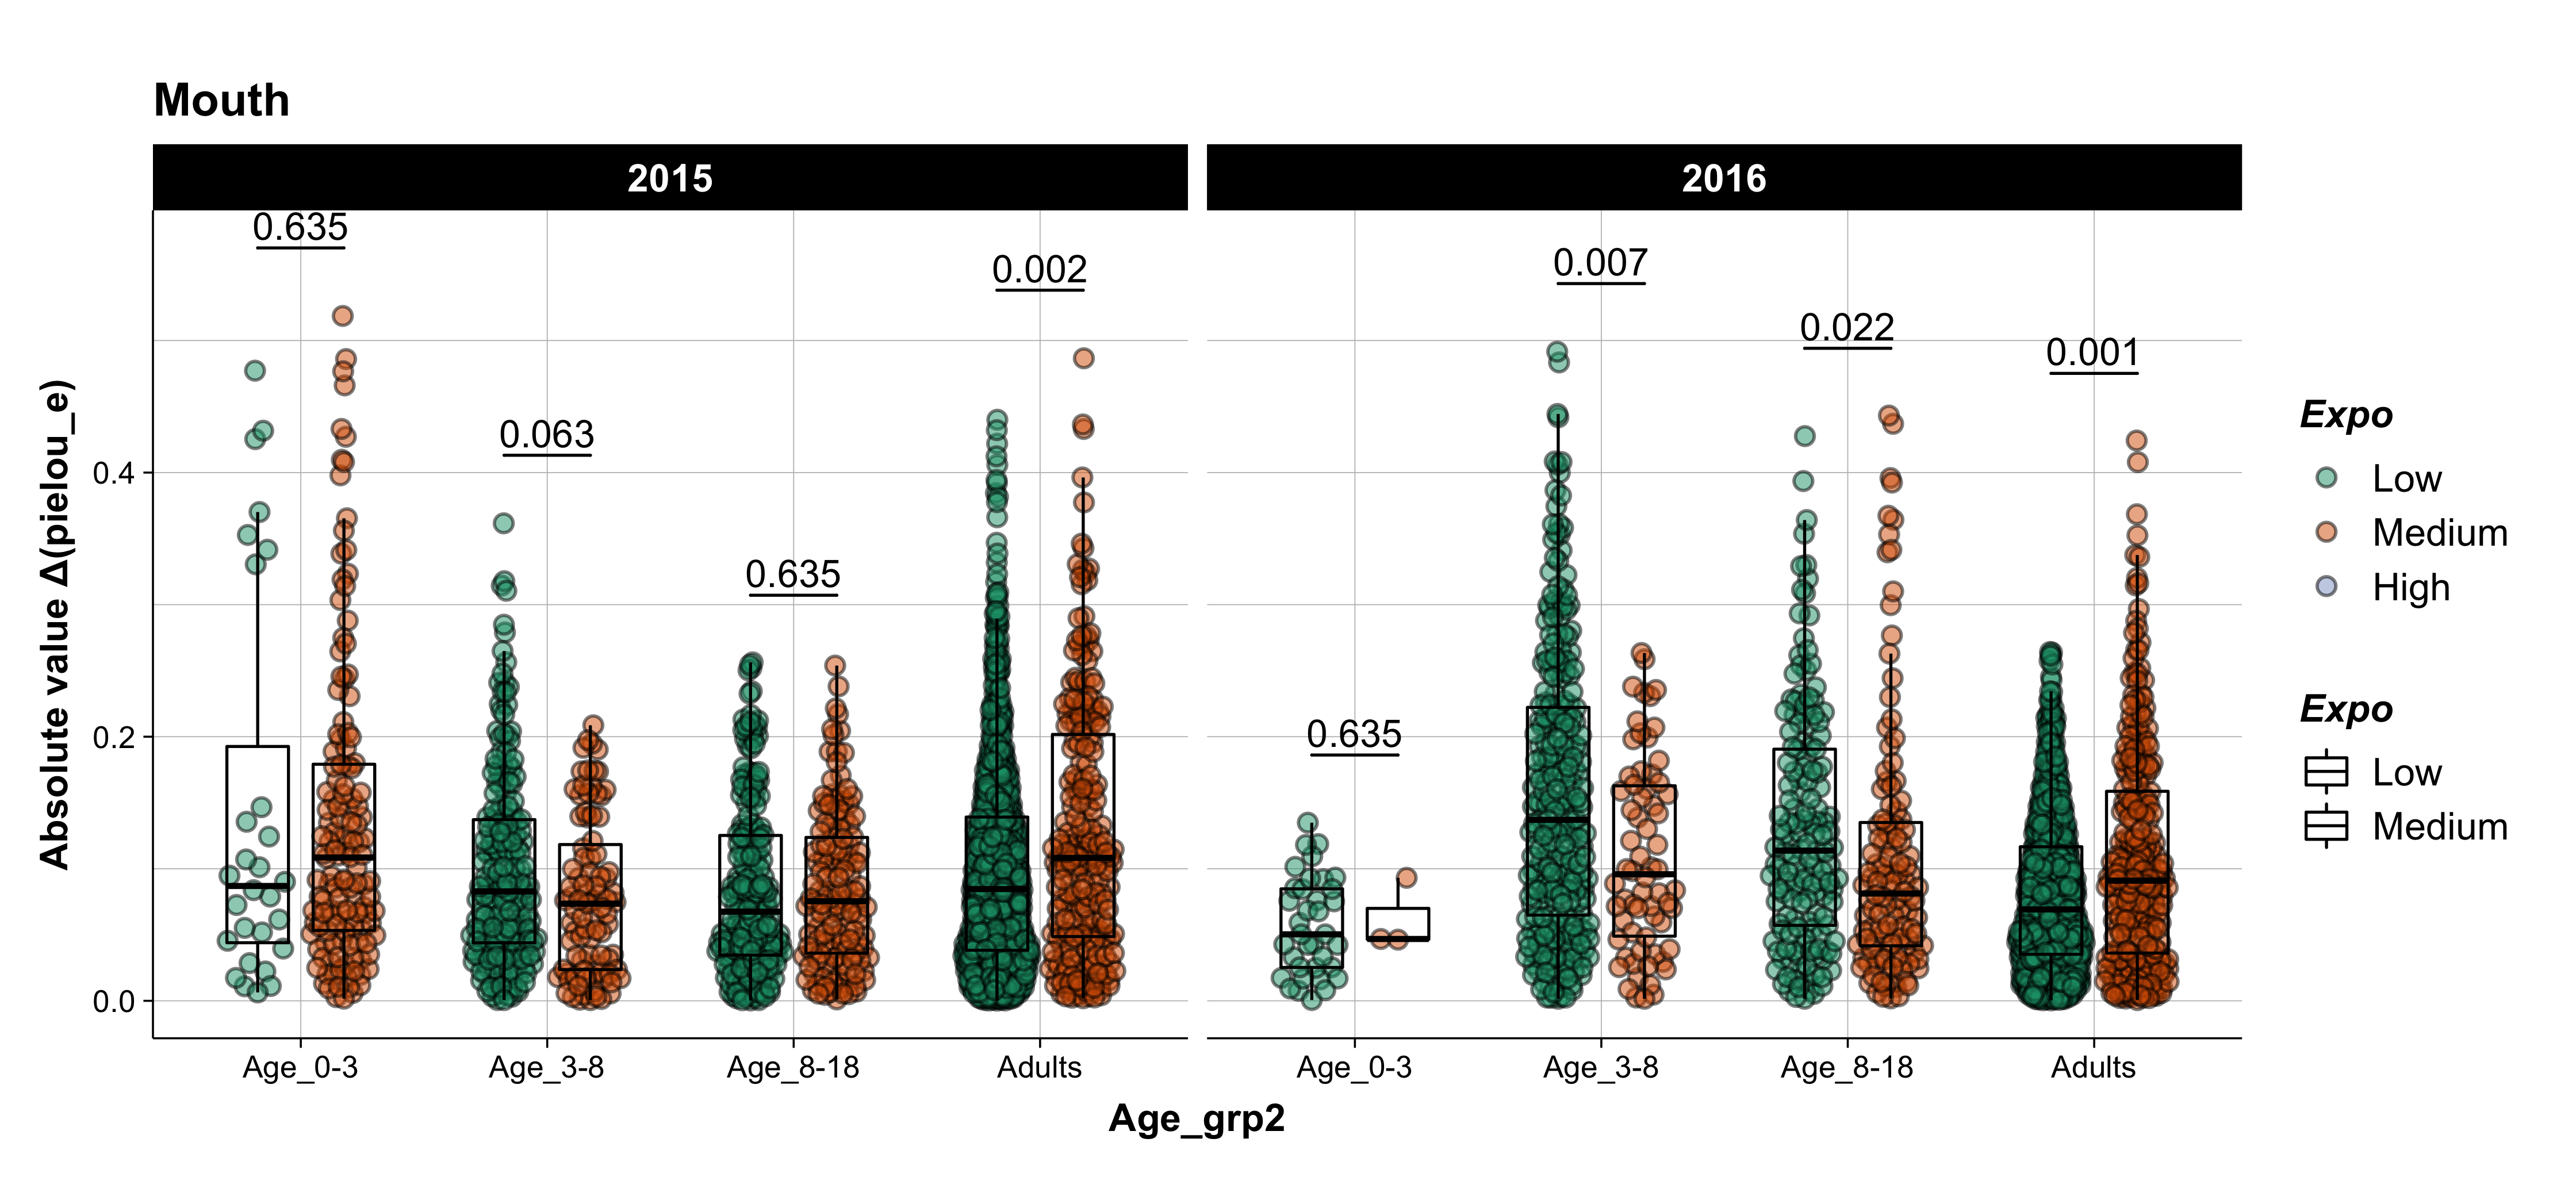 Mouth
2015
2016
0.635
0.063
0.635
0.002
0.635
0.007
0.022
0.001
0.4
0.2
0.0
Absolute value Δ(pielou_e)
Age_0-3
Age_3-8
Age_8-18
Adults
Age_0-3
Age_3-8
Age_8-18
Adults
Age_grp2
Expo
Low
Medium
High
Expo
Low
Medium